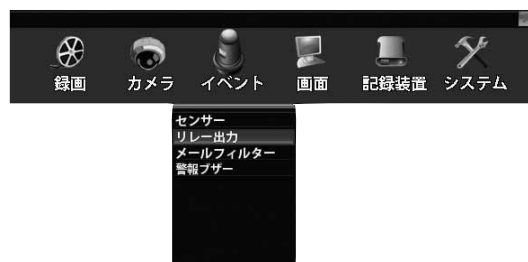 録画 カメラ イベント 画面 記録装置 システム
センサー
リレー出力
メールフィルター
警報ブザー